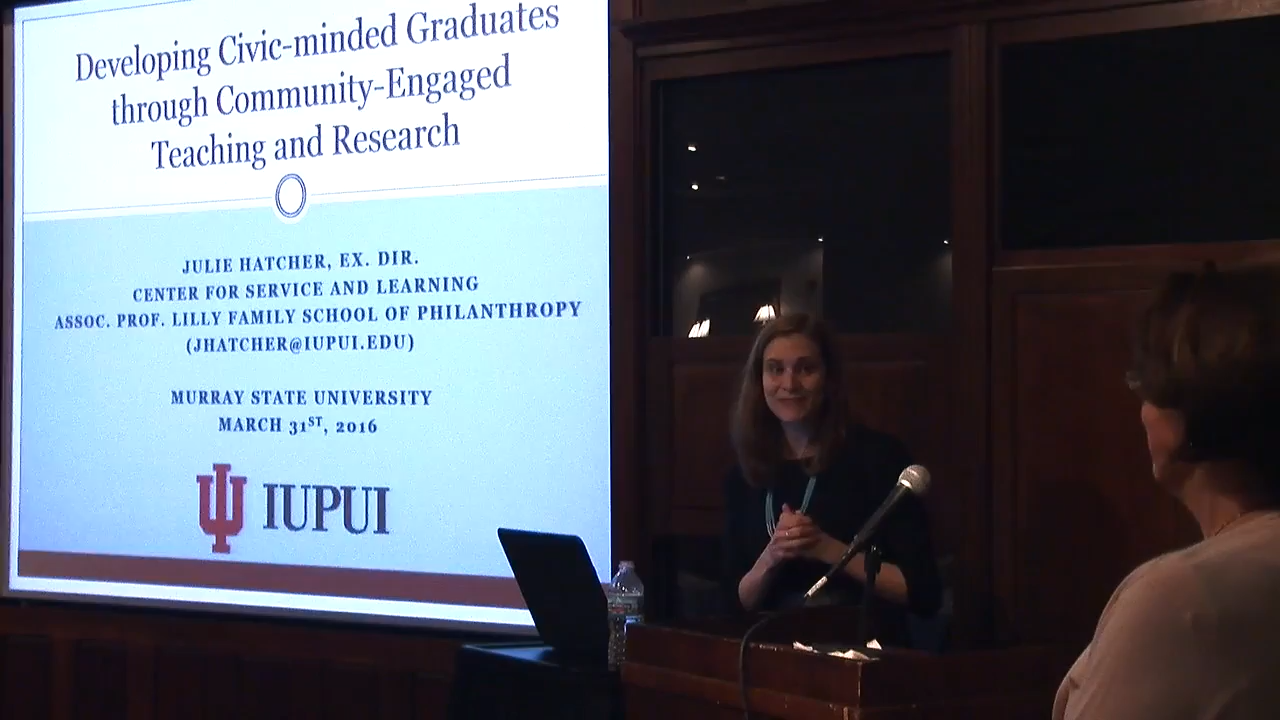 Developing Civic-minded Graduates
through Community-Engaged
Teaching and Research
JULIE HATCHER, EX. DIR.
CENTER FOR SERVICE AND LEARNING
ASSOC. PROF. LILLY FAMILY SCHOOL OF PHILANTHROPY
(JHATCHER@IUPUI.EDU)
MURRAY STATE UNIVERSITY
MARCH 31ST, 2016
IUPUI